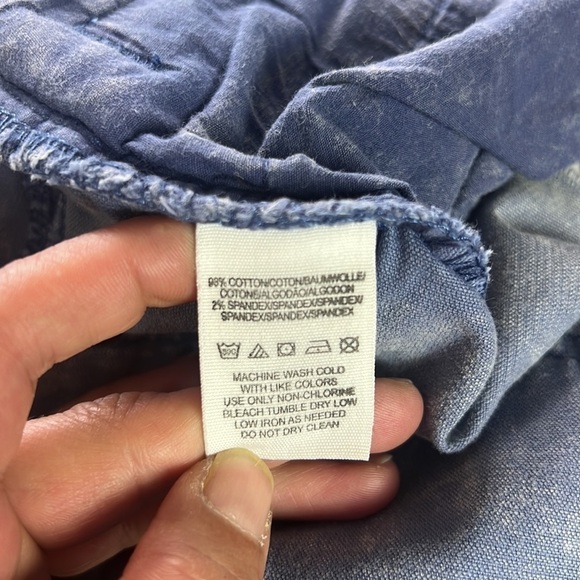 98% COTTON/COTON/BAUMWOLLE/
COTONE/ALGODÃO/ALGODON
2% SPANDEX/SPANDEX/SPANDEX/
SPANDEX/SPANDEX/SPANDEX
MACHINE WASH COLD
WITH LIKE COLORS
USE ONLY NON-CHLORINE
BLEACH TUMBLE DRY LOW
LOW IRON AS NEEDED
DO NOT DRY CLEAN